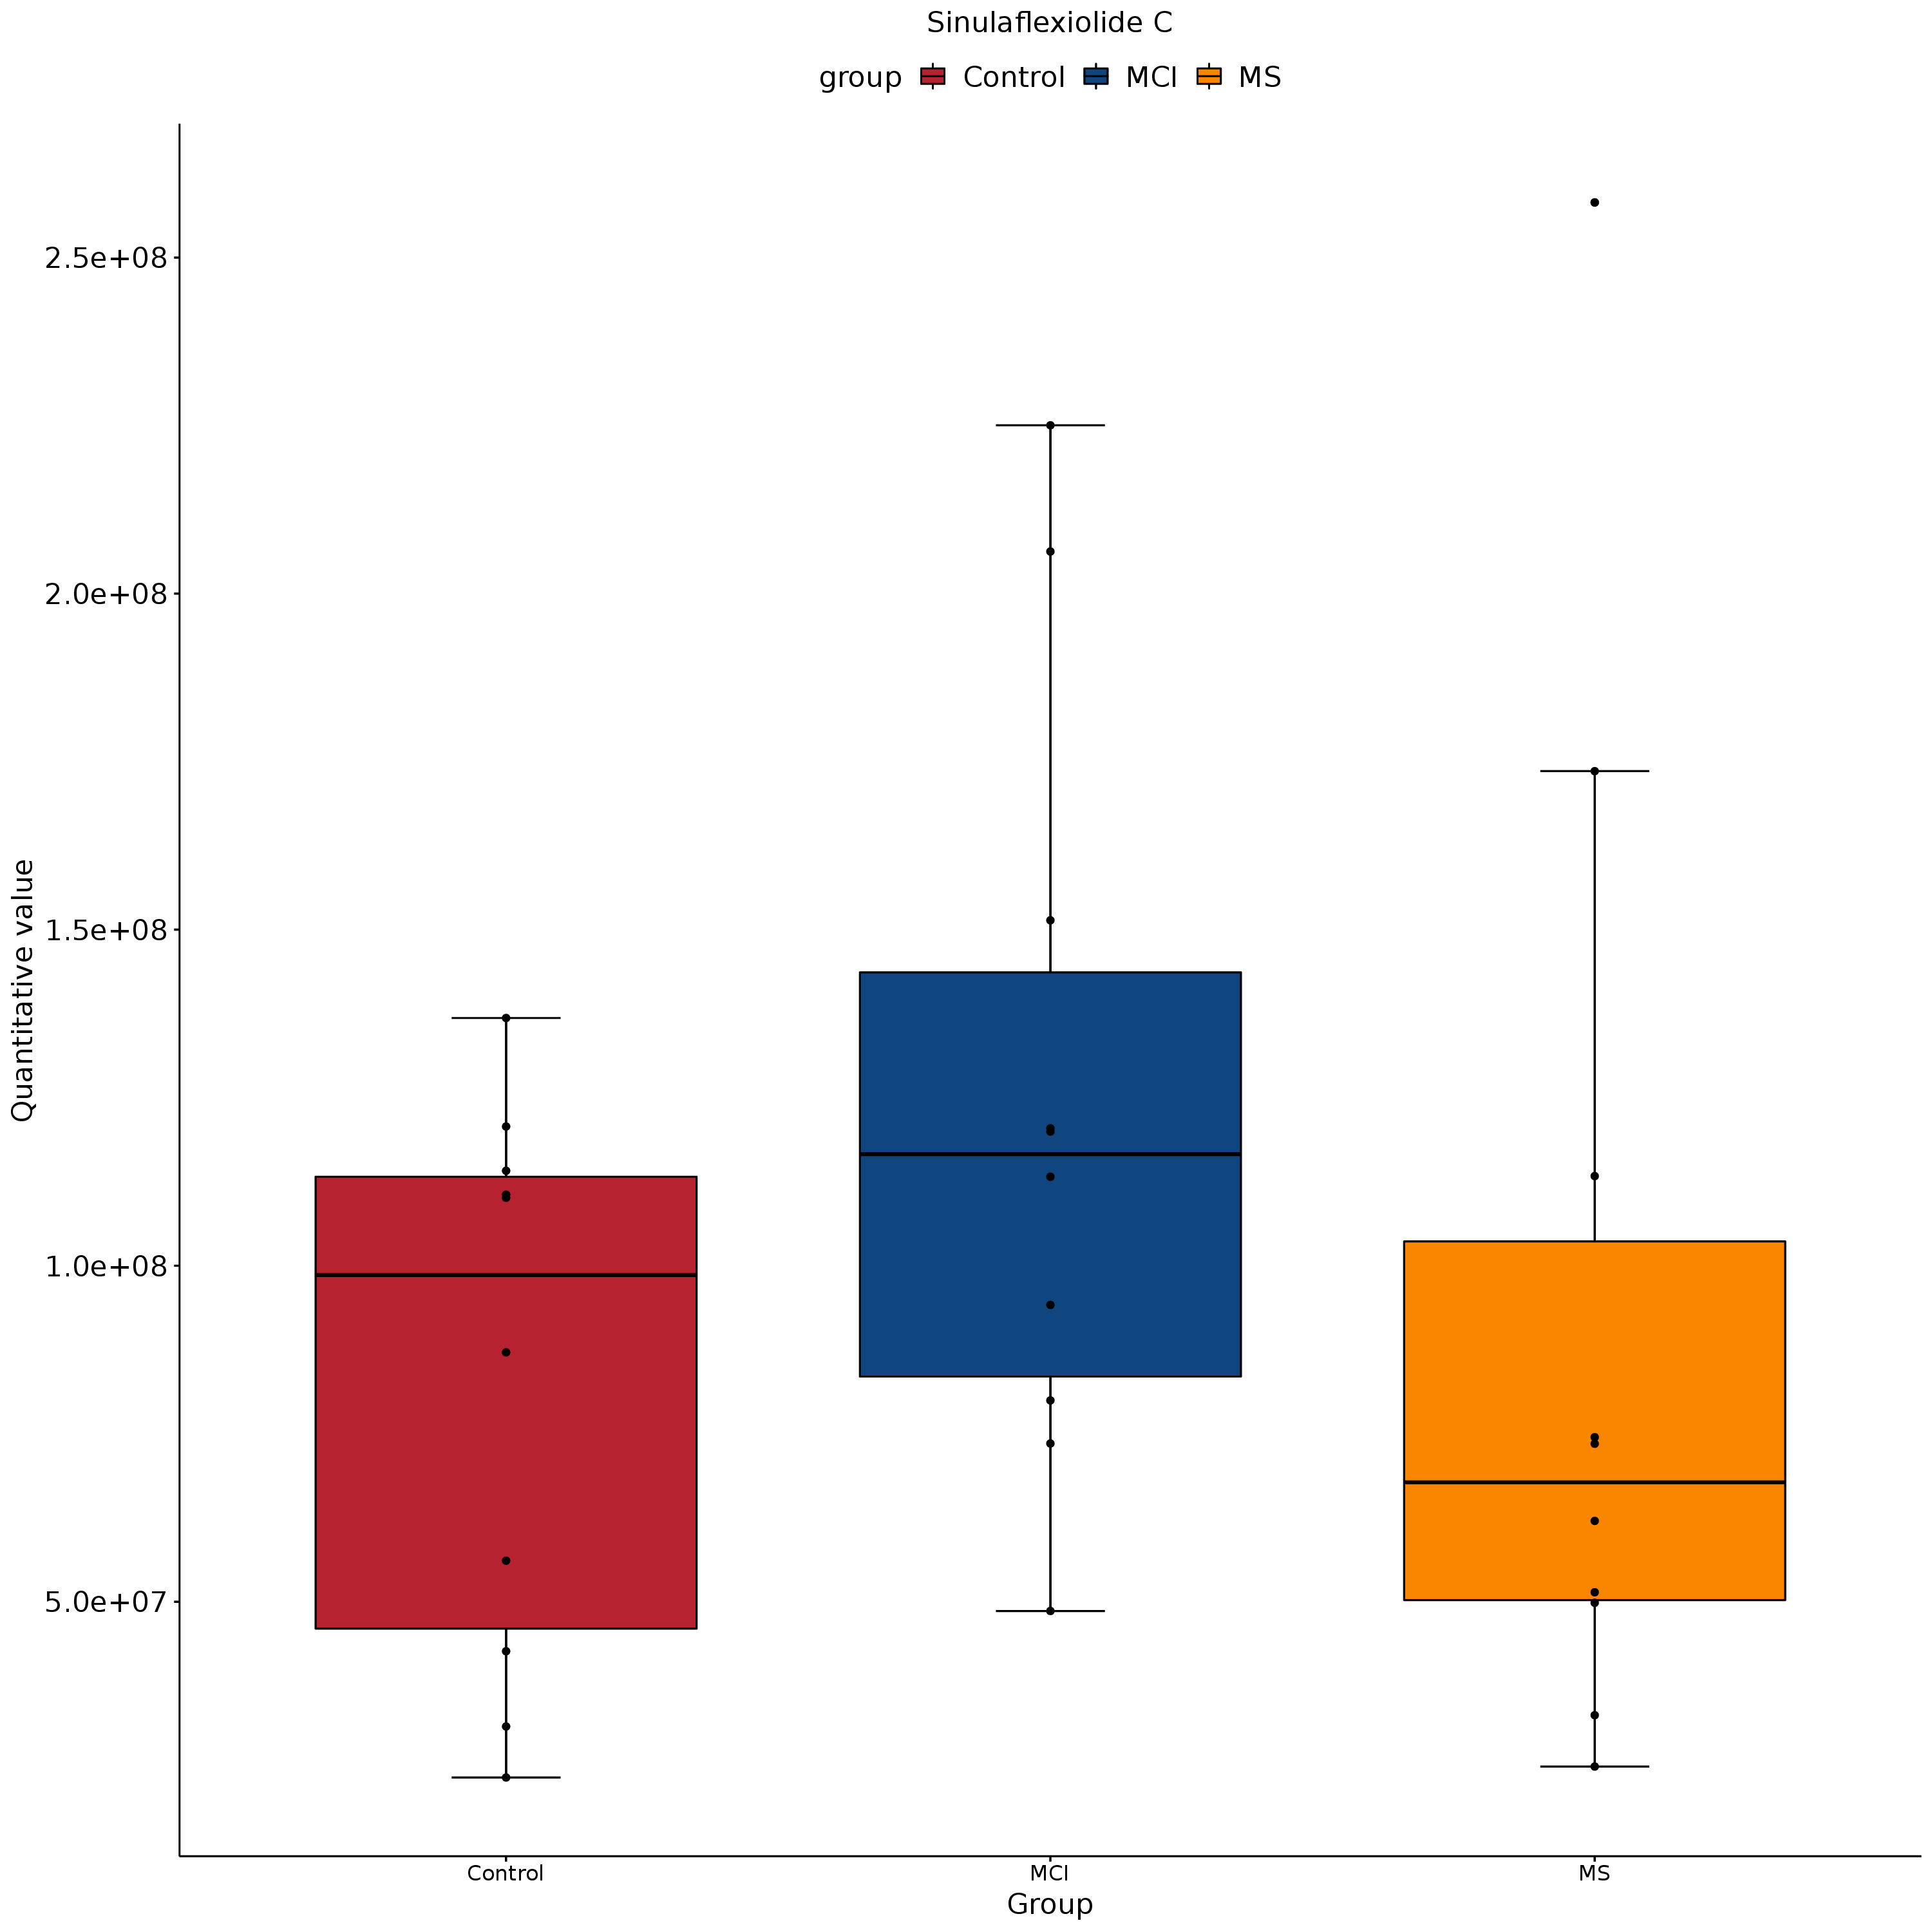 Sinulaflexiolide C
group Control MCI MS
2.5e+08
2.0e+08
1.5e+08
1.0e+08
5.0e+07
Quantitative value
Control MCI MS
Group